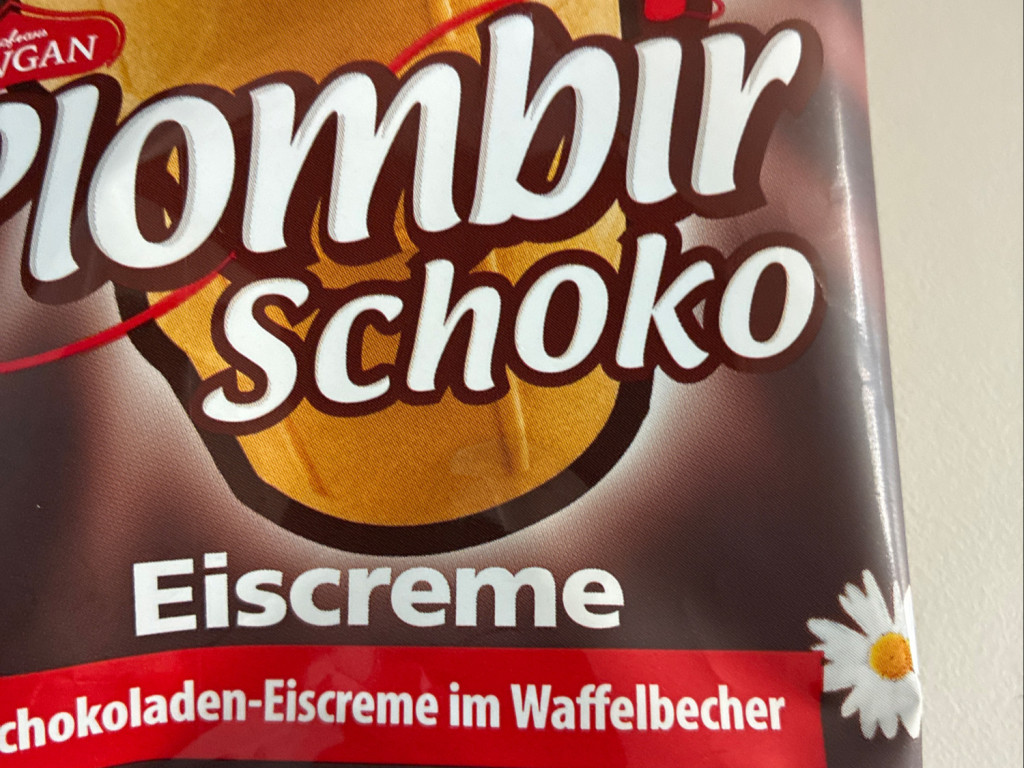 Plombir
Schoko
Eiscreme
chokoladen-Eiscreme im Waffelbecher